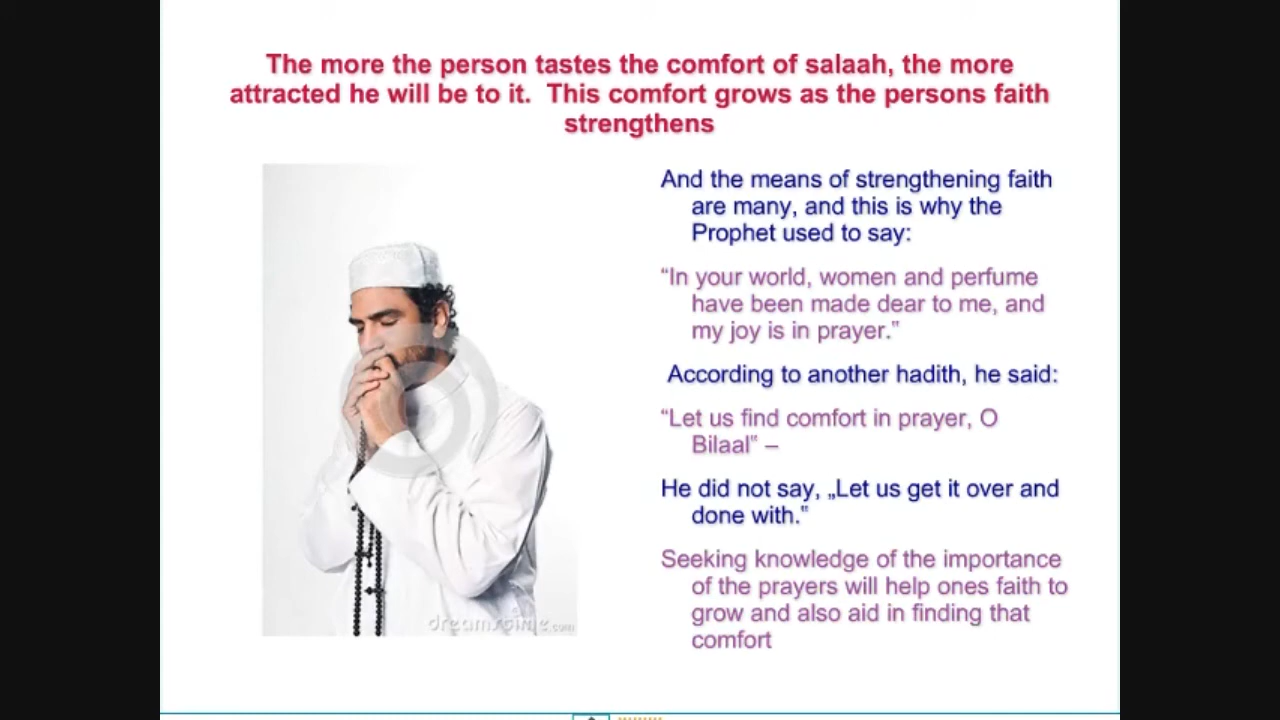 The more the person tastes the comfort of salaah, the more
attracted he will be to it.  This comfort grows as the persons faith
strengthens
And the means of strengthening faith
are many, and this is why the
Prophet used to say:
“In your world, women and perfume
have been made dear to me, and
my joy is in prayer.‟
According to another hadith, he said:
“Let us find comfort in prayer, O
Bilaal‟ –
He did not say, „Let us get it over and
done with.‟
Seeking knowledge of the importance
of the prayers will help ones faith to
grow and also aid in finding that
comfort
dreamstime.com